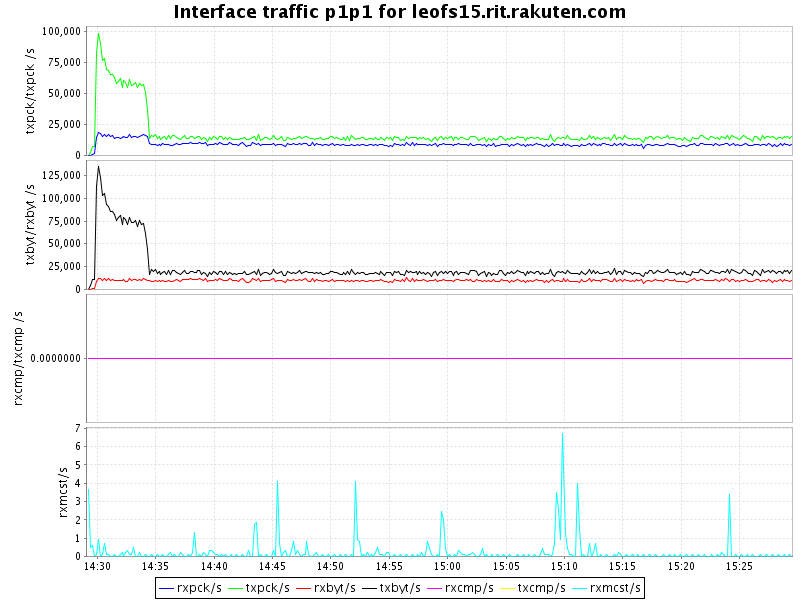 Interface traffic p1p1 for leofs15.rit.rakuten.com
txpck/txpck /s
100,000
75,000
50,000
25,000
0
txbyt/rxbyt /s
125,000
100,000
75,000
50,000
25,000
0
rxcmp/txcmp /s
0.0000000
rxmcst/s
7
6
5
4
3
2
1
0
14:30 14:35 14:40 14:45 14:50 14:55 15:00 15:05 15:10 15:15 15:20 15:25
rxpck/s txpck/s rxbyt/s txbyt/s rxcmp/s txcmp/s rxmcst/s